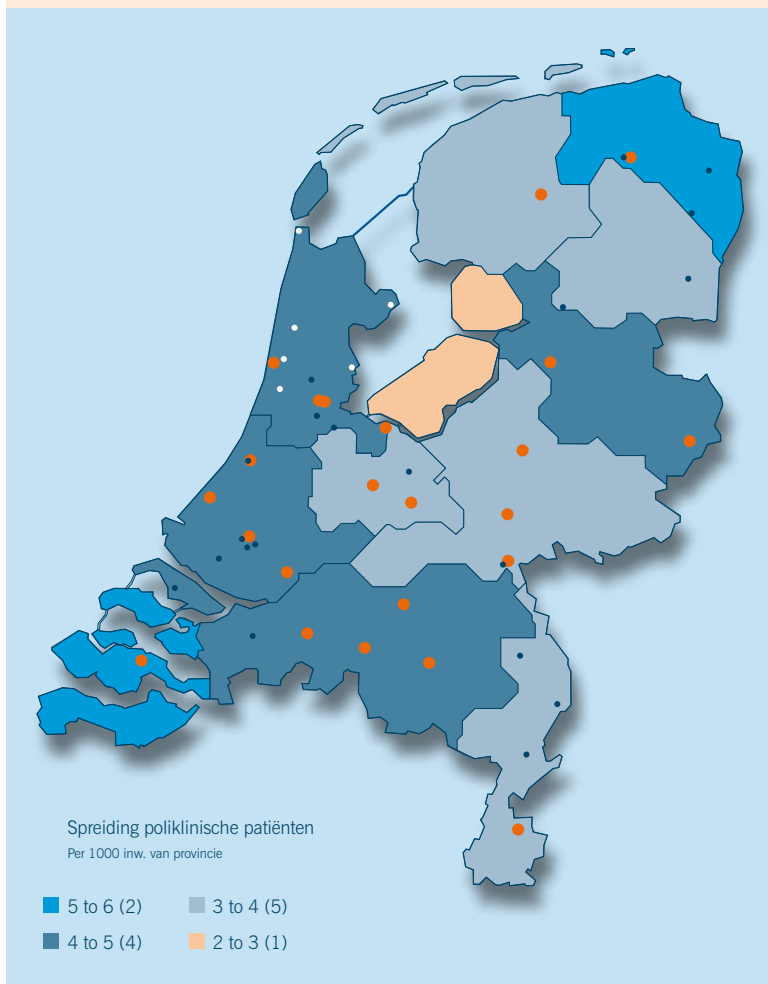 Spreiding poliklinische patiënten
Per 1000 inw. van provincie
5 to 6 (2)
3 to 4 (5)
4 to 5 (4)
2 to 3 (1)